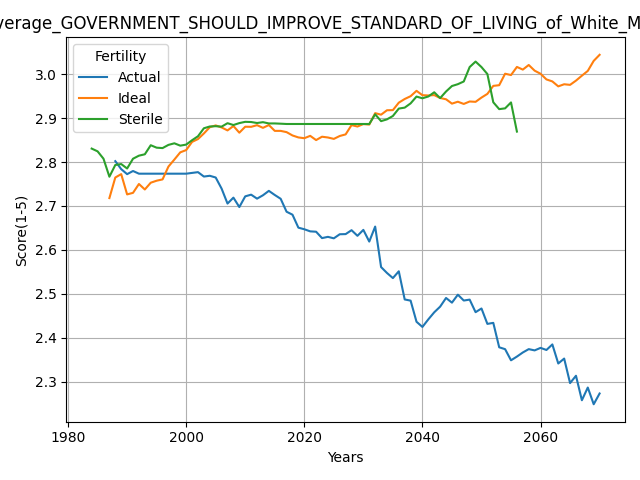 verage_GOVERNMENT_SHOULD_IMPROVE_STANDARD_OF_LIVING_of_White_M
Fertility
Actual
Ideal
Sterile
Score(1-5)
3.0
2.9
2.8
2.7
2.6
2.5
2.4
2.3
1980 2000 2020 2040 2060
Years